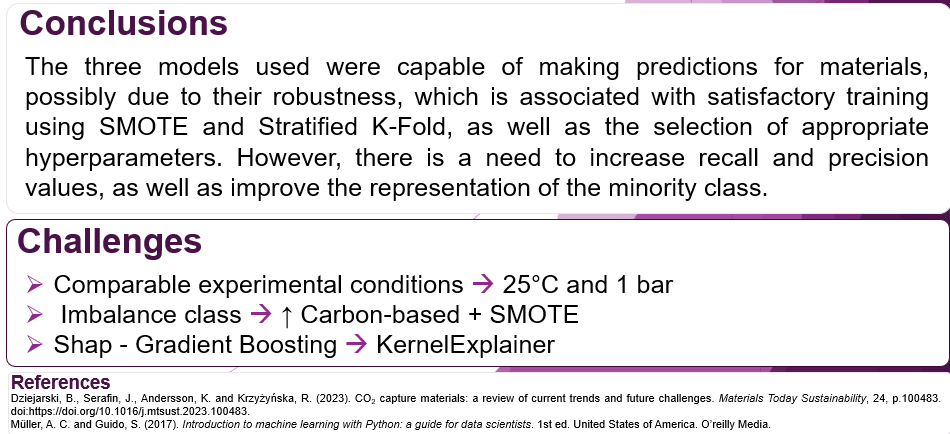 Conclusions
The three models used were capable of making predictions for materials,
possibly due to their robustness, which is associated with satisfactory training
using SMOTE and Stratified K-Fold, as well as the selection of appropriate
hyperparameters. However, there is a need to increase recall and precision
values, as well as improve the representation of the minority class.
Challenges
➢ Comparable experimental conditions → 25°C and 1 bar
➢ Imbalance class → ↑ Carbon-based + SMOTE
➢ Shap - Gradient Boosting → KernelExplainer
References
Dziejarski, B., Serafin, J., Andersson, K. and Krzyżyńska, R. (2023). CO₂ capture materials: a review of current trends and future challenges. Materials Today Sustainability, 24, p.100483.
doi:https://doi.org/10.1016/j.mtsust.2023.100483.
Müller, A. C. and Guido, S. (2017). Introduction to machine learning with Python: a guide for data scientists. 1st ed. United States of America. O'reilly Media.